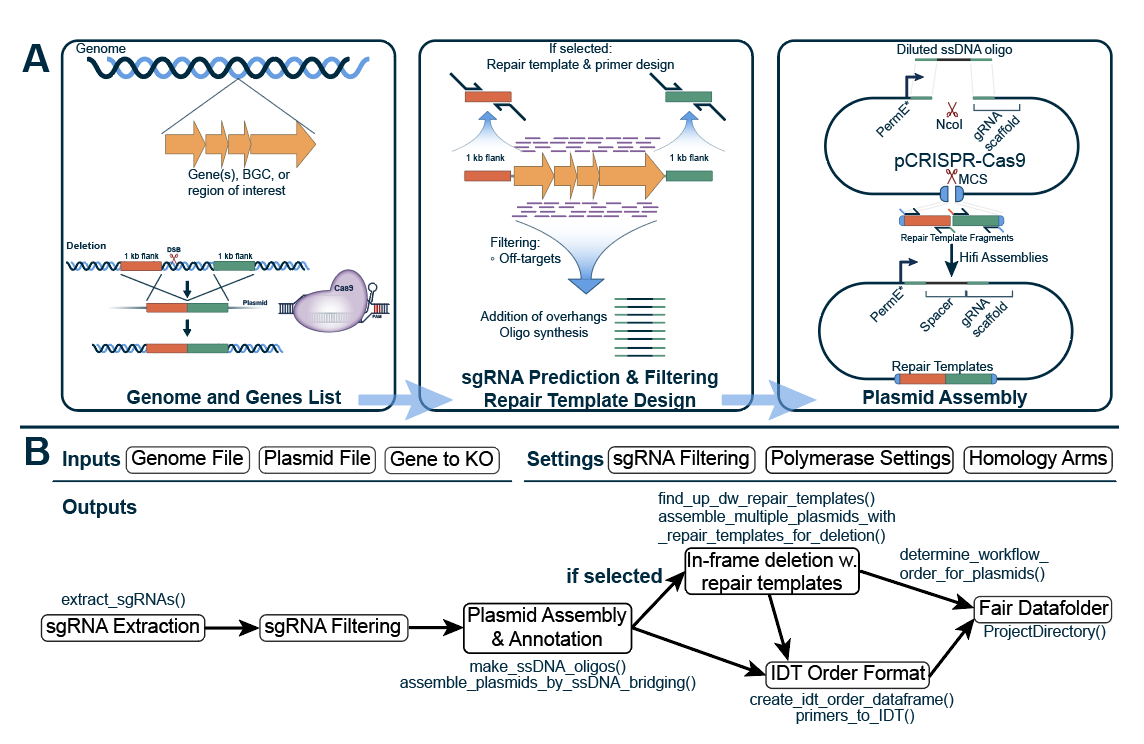 A
Genome
Gene(s), BGC, or
region of interest
Deletion
1 kb flank
DSB
1 kb flank
Plasmid
Cas9
PAM
Genome and Genes List
If selected:
Repair template & primer design
1 kb flank
1 kb flank
Filtering:
◦ Off-targets
Addition of overhangs
Oligo synthesis
sgRNA Prediction & Filtering
Repair Template Design
Diluted ssDNA oligo
PermE*
NcoI
gRNA
scaffold
pCRISPR-Cas9
MCS
Repair Template Fragments
Hifi Assemblies
PermE*
Spacer
gRNA
scaffold
Repair Templates
Plasmid Assembly
B
Inputs
Genome File
Plasmid File
Gene to KO
Settings
sgRNA Filtering
Polymerase Settings
Homology Arms
Outputs
extract_sgRNAs()
sgRNA Extraction
sgRNA Filtering
Plasmid Assembly
& Annotation
make_ssDNA_oligos()
assemble_plasmids_by_ssDNA_bridging()
if selected
find_up_dw_repair_templates()
assemble_multiple_plasmids_with
_repair_templates_for_deletion()
In-frame deletion w.
repair templates
determine_workflow_
order_for_plasmids()
IDT Order Format
create_idt_order_dataframe()
primers_to_IDT()
Fair Datafolder
ProjectDirectory()